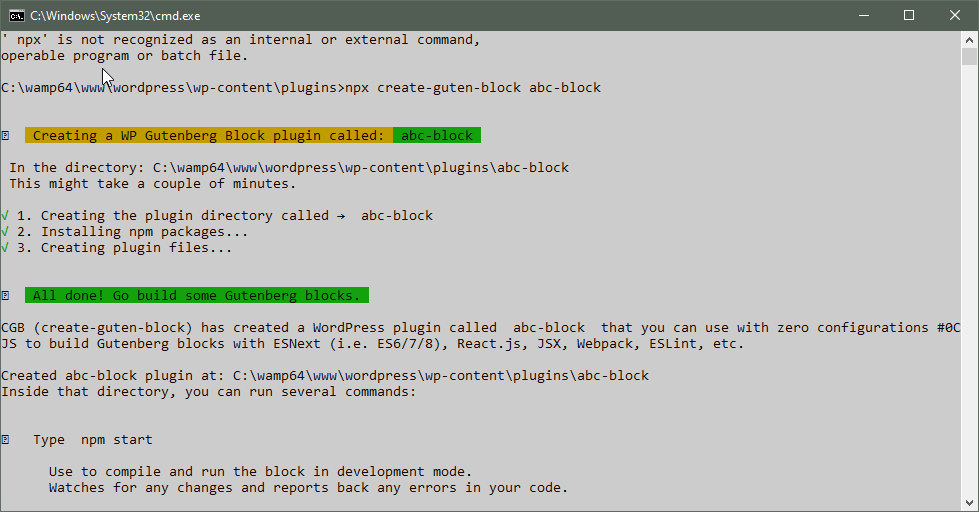 C:\Windows\System32\cmd.exe
' npx' is not recognized as an internal or external command,
operable program or batch file.
C:\wamp64\www\wordpress\wp-content\plugins>npx create-guten-block abc-block
Creating a WP Gutenberg Block plugin called: abc-block
In the directory: C:\wamp64\www\wordpress\wp-content\plugins\abc-block
This might take a couple of minutes.
√ 1. Creating the plugin directory called → abc-block
√ 2. Installing npm packages...
√ 3. Creating plugin files...
All done! Go build some Gutenberg blocks.
CGB (create-guten-block) has created a WordPress plugin called abc-block that you can use with zero configurations #0C
JS to build Gutenberg blocks with ESNext (i.e. ES6/7/8), React.js, JSX, Webpack, ESLint, etc.
Created abc-block plugin at: C:\wamp64\www\wordpress\wp-content\plugins\abc-block
Inside that directory, you can run several commands:
Type npm start
Use to compile and run the block in development mode.
Watches for any changes and reports back any errors in your code.